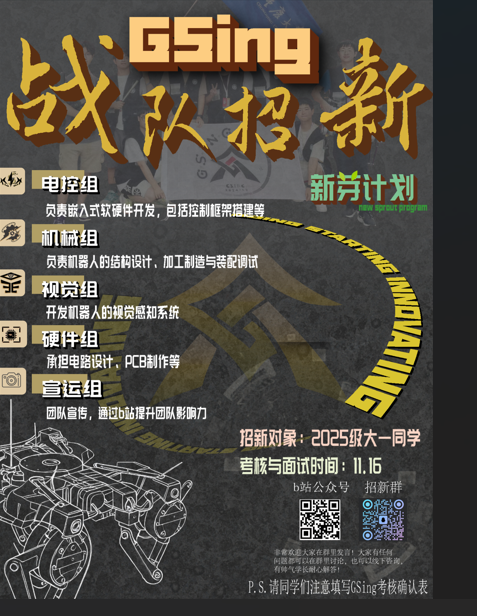 GSing
战队招新
新芽计划
new sprout program
电控组
负责嵌入式软硬件开发，包括控制框架搭建等
机械组
负责机器人的结构设计、加工制造与装配调试
视觉组
开发机器人的视觉感知系统
硬件组
承担电路设计、PCB制作等
宣运组
团队宣传，通过b站提升团队影响力
STARTING INNOVATING
招新对象：2025级大一同学
考核与面试时间：11.16
b站公众号 招新群
非常欢迎大家在群里发言！大家有任何
问题都可以在群里讨论，也可以线下咨询，
有帅气学长耐心解答！
P.S.请同学们注意填写GSing考核确认表